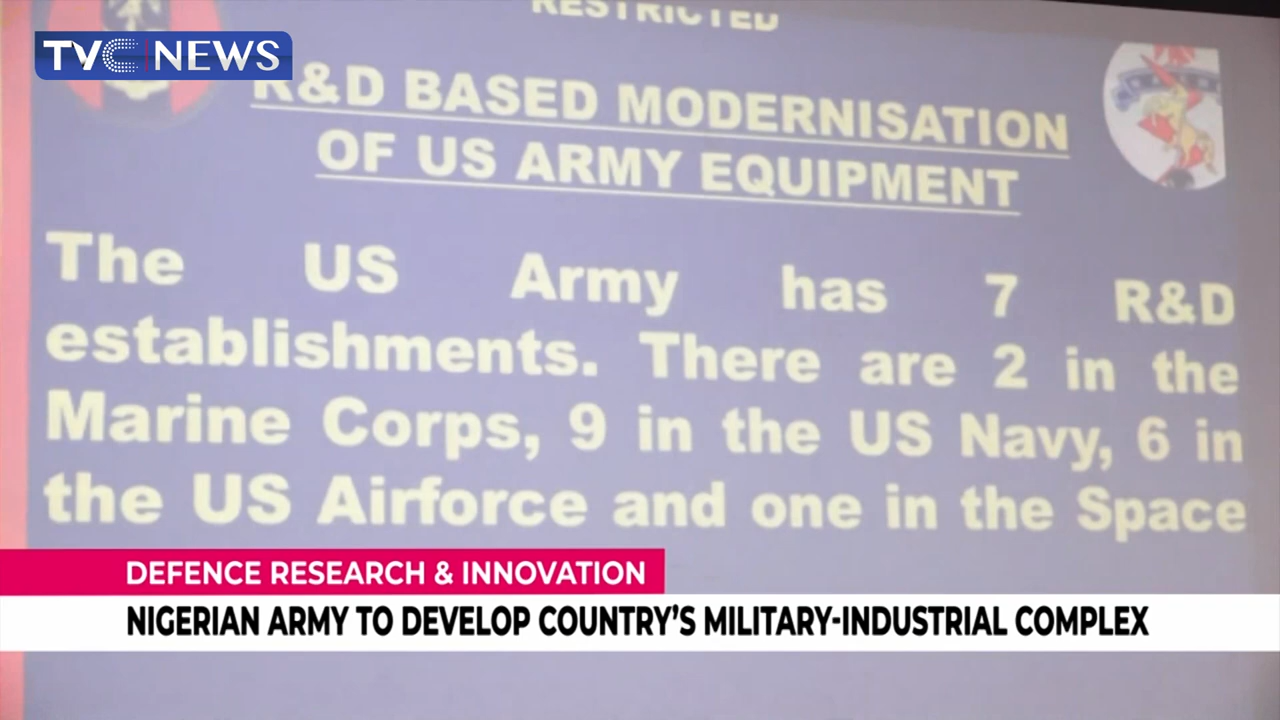 RESTRICTED
TVC NEWS
R&D BASED MODERNISATION
OF US ARMY EQUIPMENT
The US Army has 7 R&D
establishments. There are 2 in the
Marine Corps, 9 in the US Navy, 6 in
the US Airforce and one in the Space
DEFENCE RESEARCH & INNOVATION
NIGERIAN ARMY TO DEVELOP COUNTRY'S MILITARY-INDUSTRIAL COMPLEX